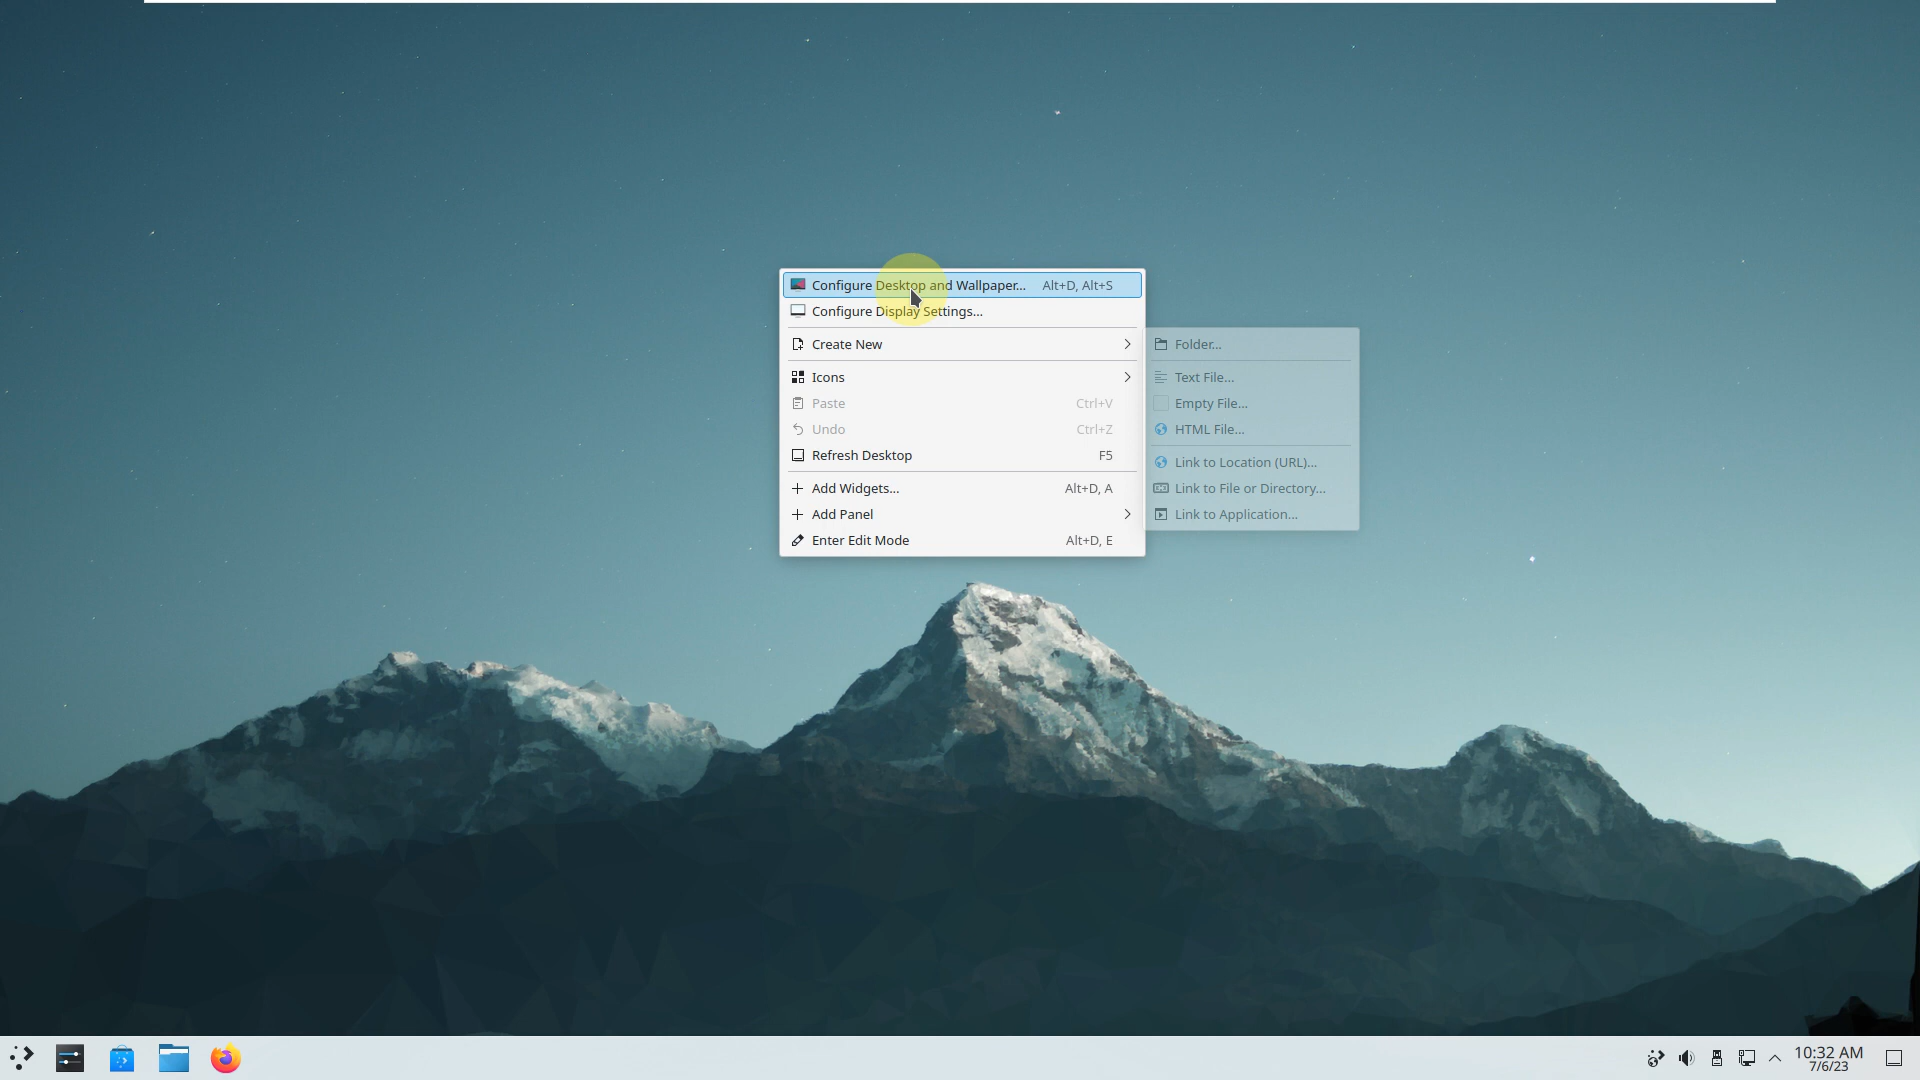 Configure Desktop and Wallpaper... Alt+D, Alt+S
Configure Display Settings...
Create New
Icons
Paste Ctrl+V
Undo Ctrl+Z
Refresh Desktop F5
Add Widgets... Alt+D, A
Add Panel
Enter Edit Mode Alt+D, E
Folder...
Text File...
Empty File...
HTML File...
Link to Location (URL)...
Link to File or Directory...
Link to Application...
10:32 AM
7/6/23